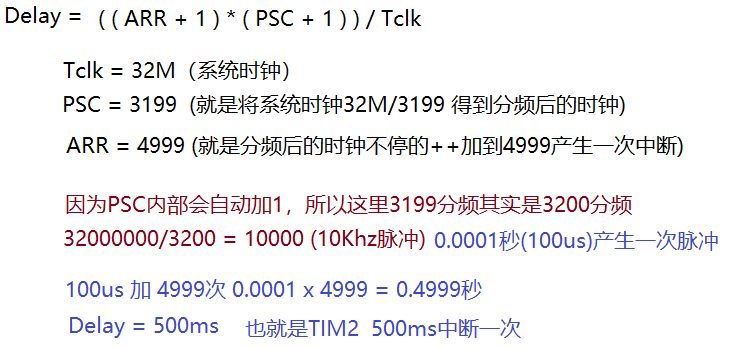 Delay = ( ( ARR + 1 ) * ( PSC + 1 ) ) / Tclk
Tclk = 32M（系统时钟）
PSC = 3199 (就是将系统时钟32M/3199 得到分频后的时钟)
ARR = 4999 (就是分频后的时钟不停的++加到4999产生一次中断)
因为PSC内部会自动加1，所以这里3199分频其实是3200分频
32000000/3200 = 10000 (10Khz脉冲) 0.0001秒(100us)产生一次脉冲
100us 加 4999次 0.0001 x 4999 = 0.4999秒
Delay = 500ms 也就是TIM2 500ms中断一次